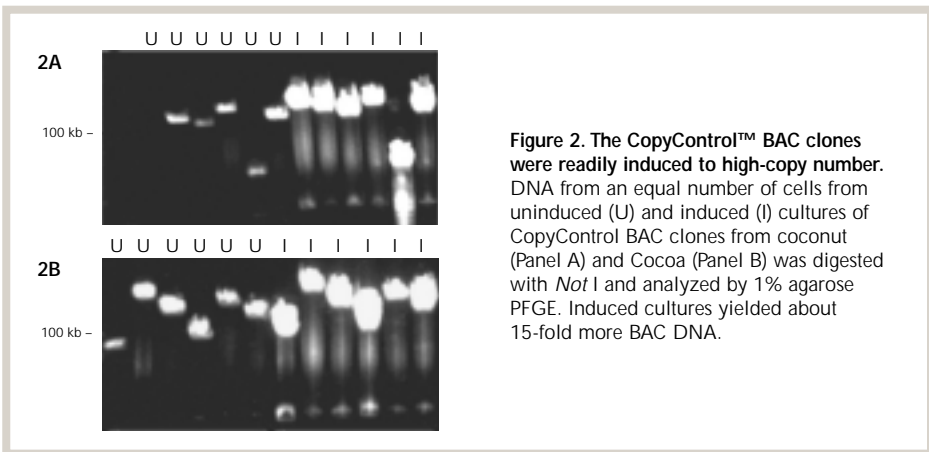 U U U U U U I I I I I I
2A
100 kb –
U U U U U U I I I I I I
2B
100 kb –
Figure 2. The CopyControl™ BAC clones
were readily induced to high-copy number.
DNA from an equal number of cells from
uninduced (U) and induced (I) cultures of
CopyControl BAC clones from coconut
(Panel A) and Cocoa (Panel B) was digested
with Not I and analyzed by 1% agarose
PFGE. Induced cultures yielded about
15-fold more BAC DNA.